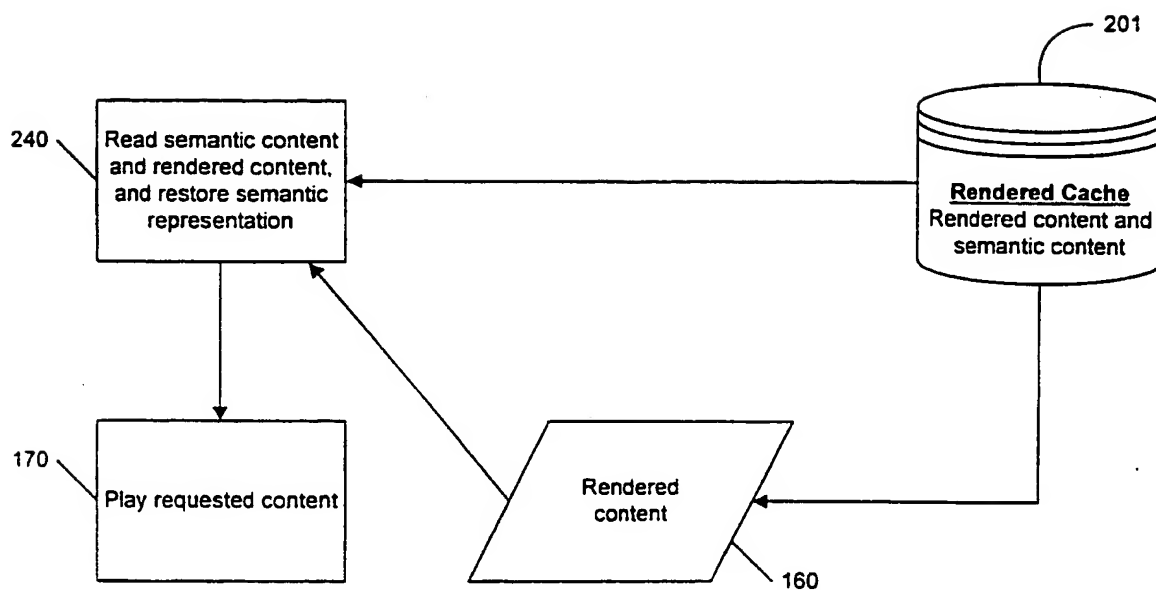 201
240
Read semantic content
and rendered content,
and restore semantic
representation
Rendered Cache
Rendered content and
semantic content
170
Play requested content
Rendered
content
160